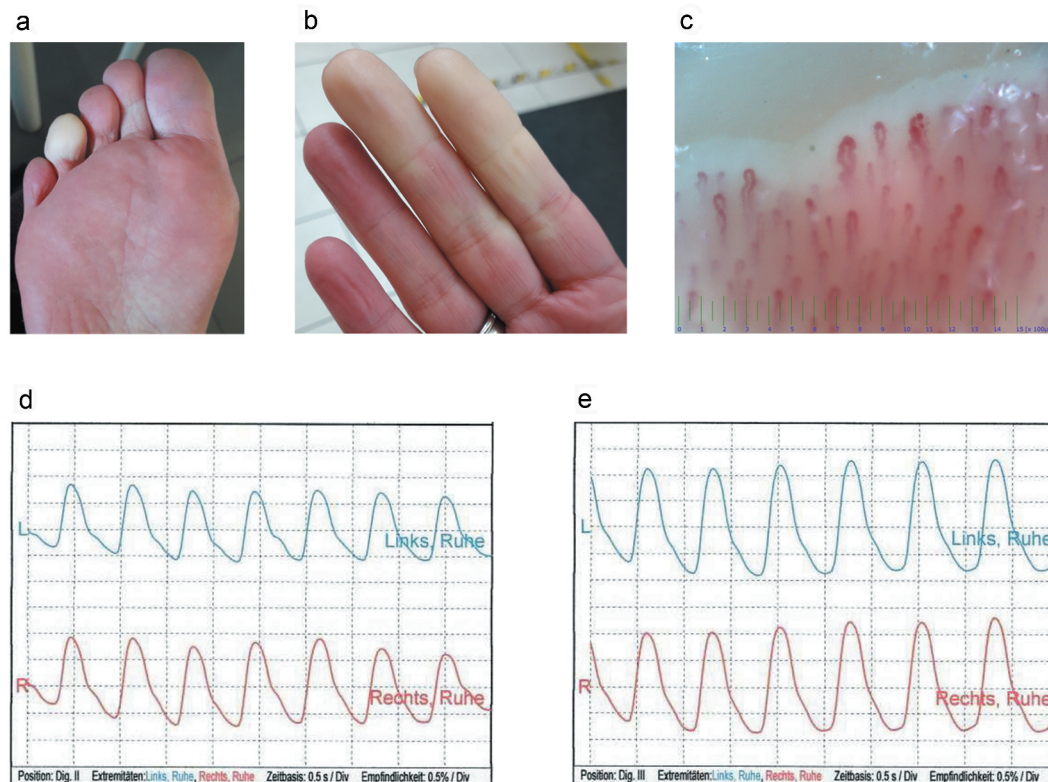 a
b
c
0 1 2 3 4 5 6 7 8 9 10 11 12 13 14 15 [x 100µ
d
e
L
Links, Ruhe
R
Rechts, Ruhe
Position: Dig. II Extremitäten:Links, Ruhe, Rechts, Ruhe Zeitbasis: 0.5 s / Div Empfindlichkeit: 0.5% / Div
L
Links, Ruhe
R
Rechts, Ruhe
Position: Dig. III Extremitäten:Links, Ruhe, Rechts, Ruhe Zeitbasis: 0.5 s / Div Empfindlichkeit: 0.5% / Div